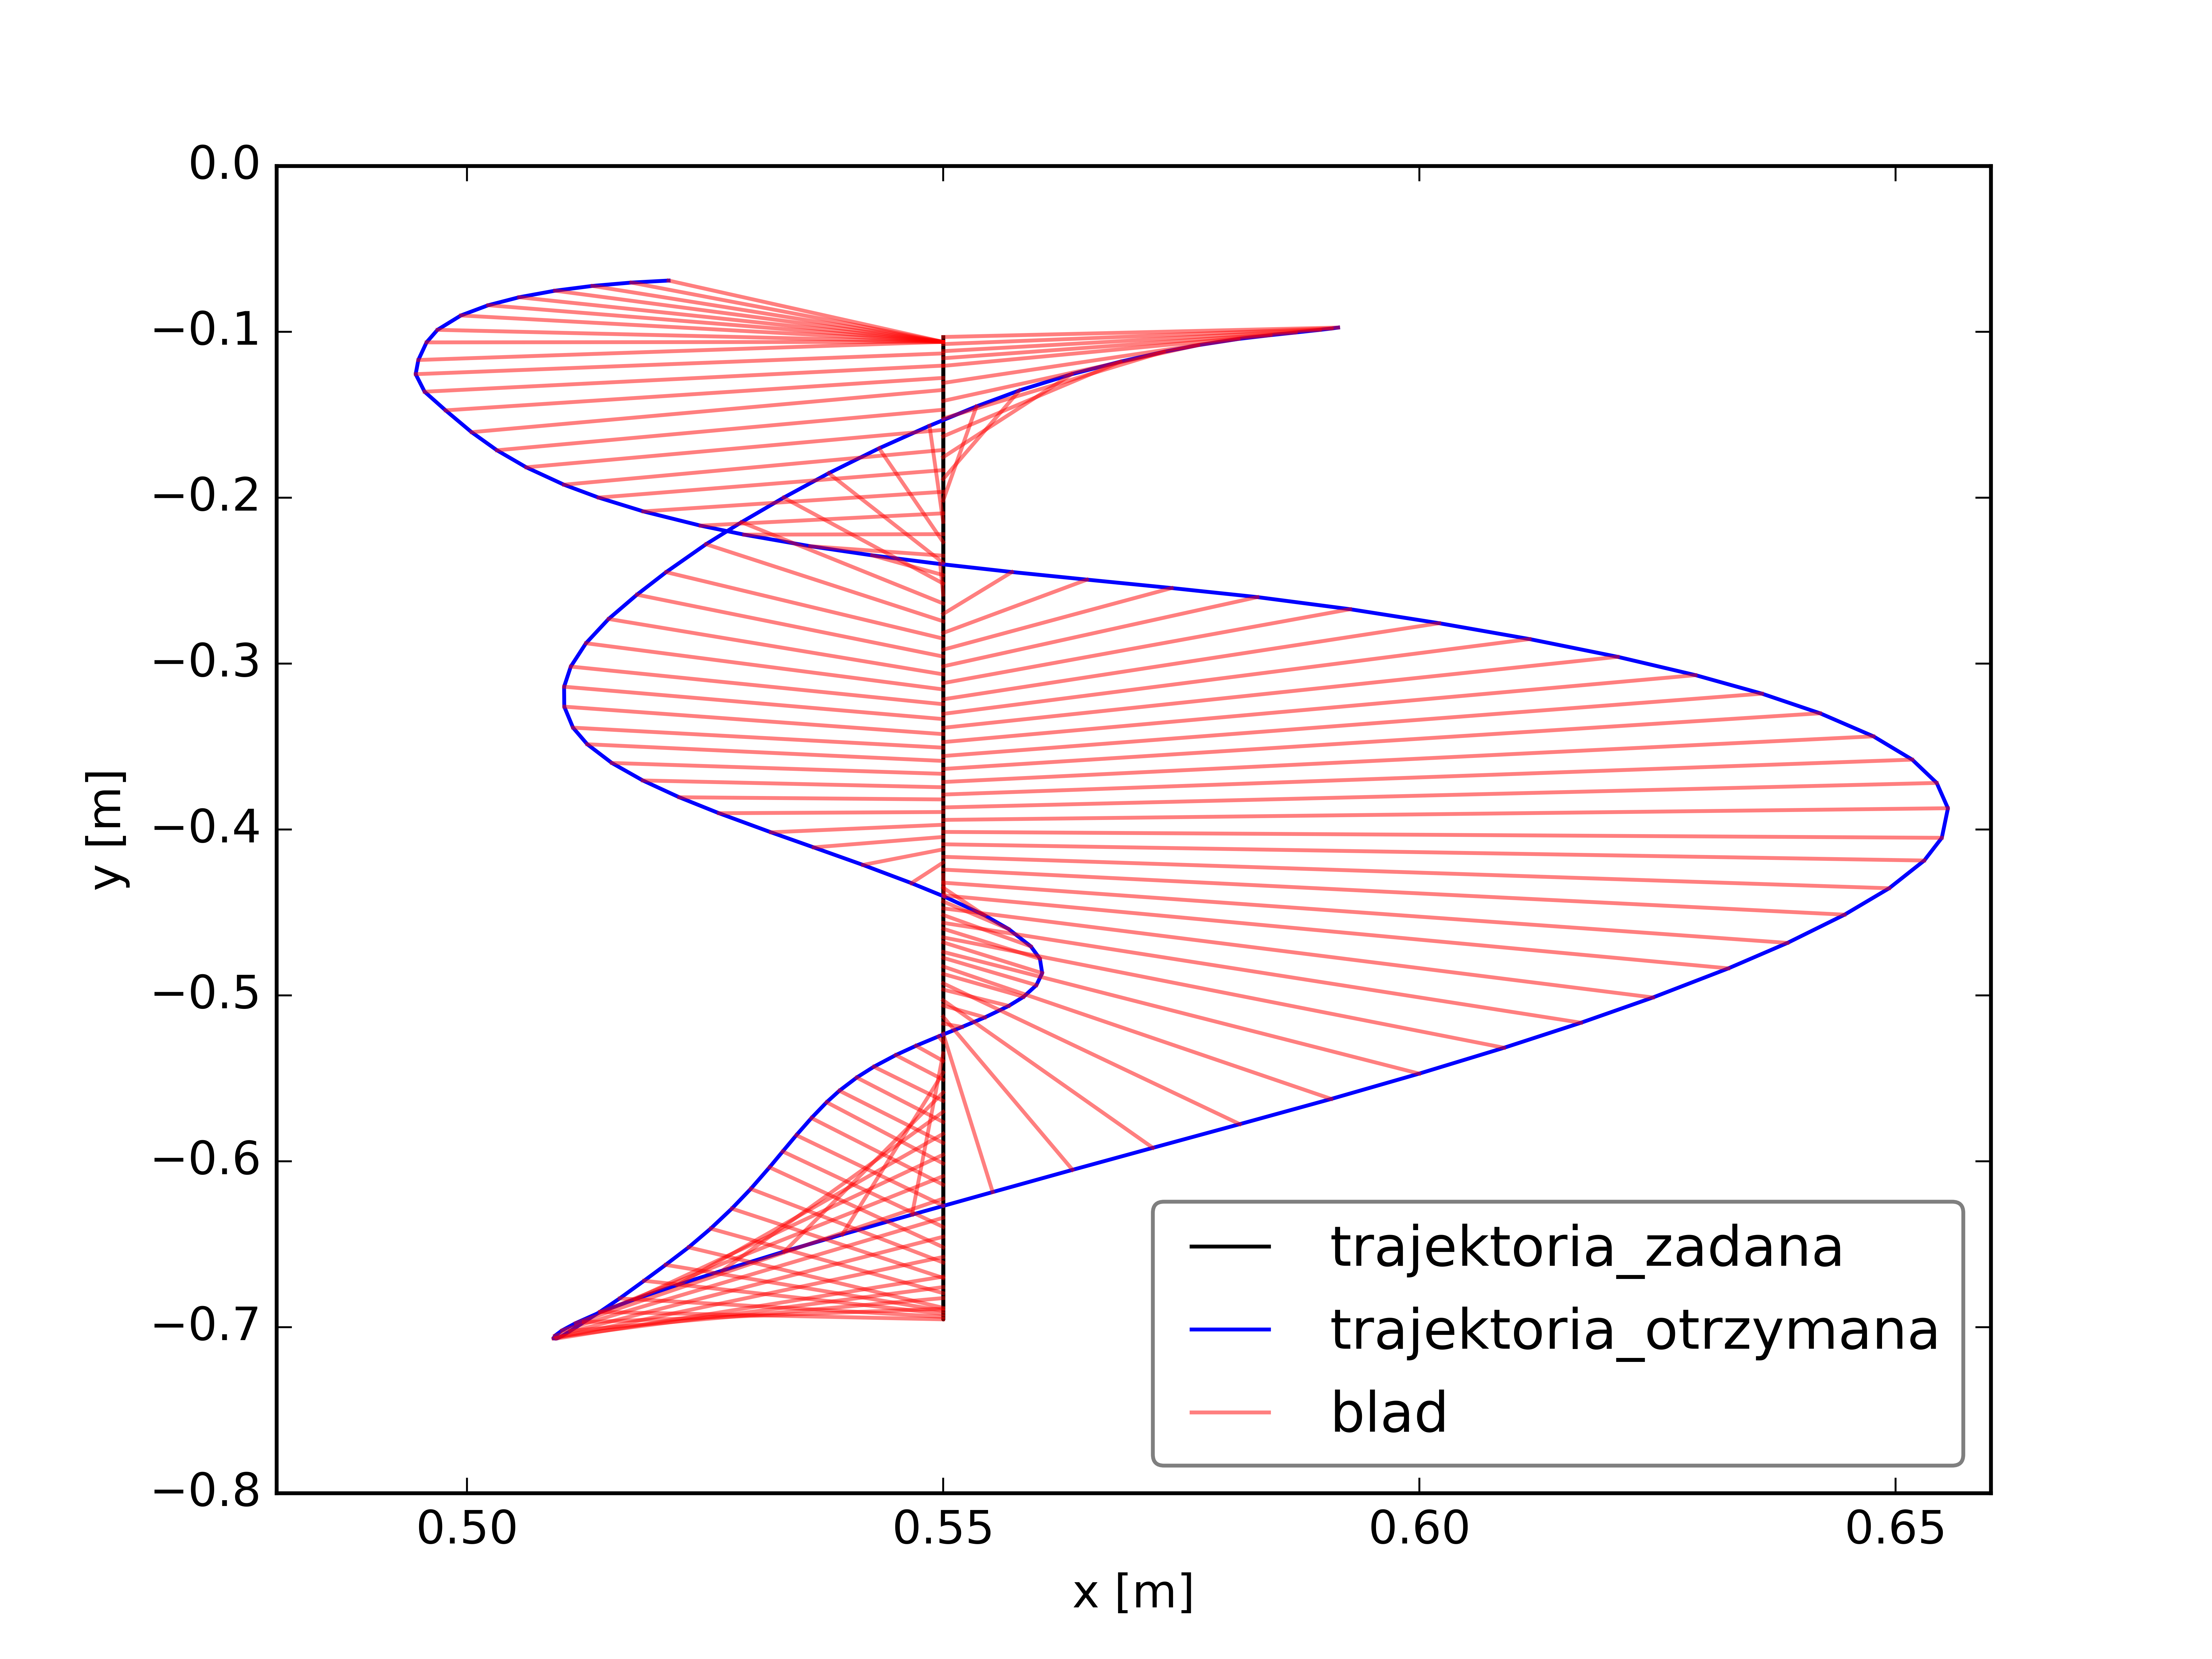 0.0
−0.1
−0.2
−0.3
−0.4
−0.5
−0.6
−0.7
−0.8
y [m]
0.50 0.55 0.60 0.65
x [m]
trajektoria_zadana
trajektoria_otrzymana
blad